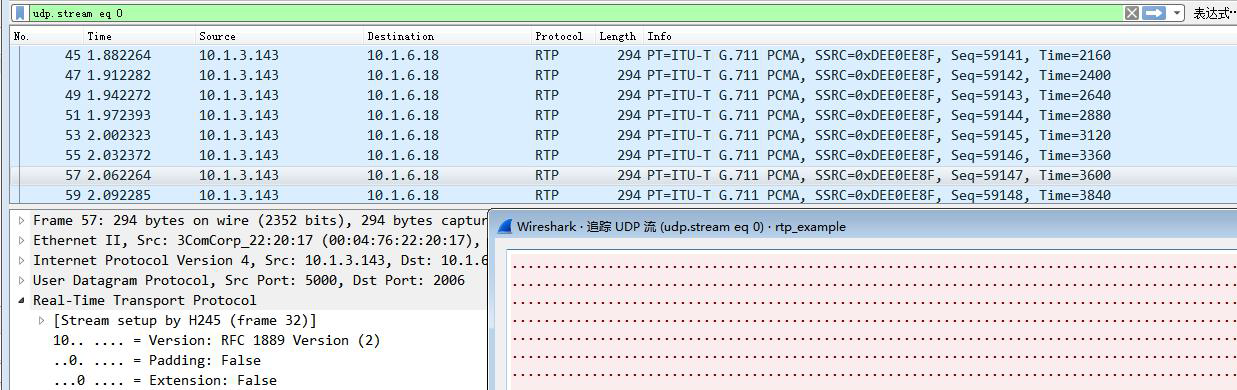 udp.stream eq 0 表达式…
No. Time Source Destination Protocol Length Info
45 1.882264 10.1.3.143 10.1.6.18 RTP 294 PT=ITU-T G.711 PCMA, SSRC=0xDEE0EE8F, Seq=59141, Time=2160
47 1.912282 10.1.3.143 10.1.6.18 RTP 294 PT=ITU-T G.711 PCMA, SSRC=0xDEE0EE8F, Seq=59142, Time=2400
49 1.942272 10.1.3.143 10.1.6.18 RTP 294 PT=ITU-T G.711 PCMA, SSRC=0xDEE0EE8F, Seq=59143, Time=2640
51 1.972393 10.1.3.143 10.1.6.18 RTP 294 PT=ITU-T G.711 PCMA, SSRC=0xDEE0EE8F, Seq=59144, Time=2880
53 2.002323 10.1.3.143 10.1.6.18 RTP 294 PT=ITU-T G.711 PCMA, SSRC=0xDEE0EE8F, Seq=59145, Time=3120
55 2.032372 10.1.3.143 10.1.6.18 RTP 294 PT=ITU-T G.711 PCMA, SSRC=0xDEE0EE8F, Seq=59146, Time=3360
57 2.062264 10.1.3.143 10.1.6.18 RTP 294 PT=ITU-T G.711 PCMA, SSRC=0xDEE0EE8F, Seq=59147, Time=3600
59 2.092285 10.1.3.143 10.1.6.18 RTP 294 PT=ITU-T G.711 PCMA, SSRC=0xDEE0EE8F, Seq=59148, Time=3840
Frame 57: 294 bytes on wire (2352 bits), 294 bytes captur
Ethernet II, Src: 3ComCorp_22:20:17 (00:04:76:22:20:17),
Internet Protocol Version 4, Src: 10.1.3.143, Dst: 10.1.6
User Datagram Protocol, Src Port: 5000, Dst Port: 2006
Real-Time Transport Protocol
[Stream setup by H245 (frame 32)]
10.. .... = Version: RFC 1889 Version (2)
..0. .... = Padding: False
...0 .... = Extension: False
Wireshark · 追踪 UDP 流 (udp.stream eq 0) · rtp_example